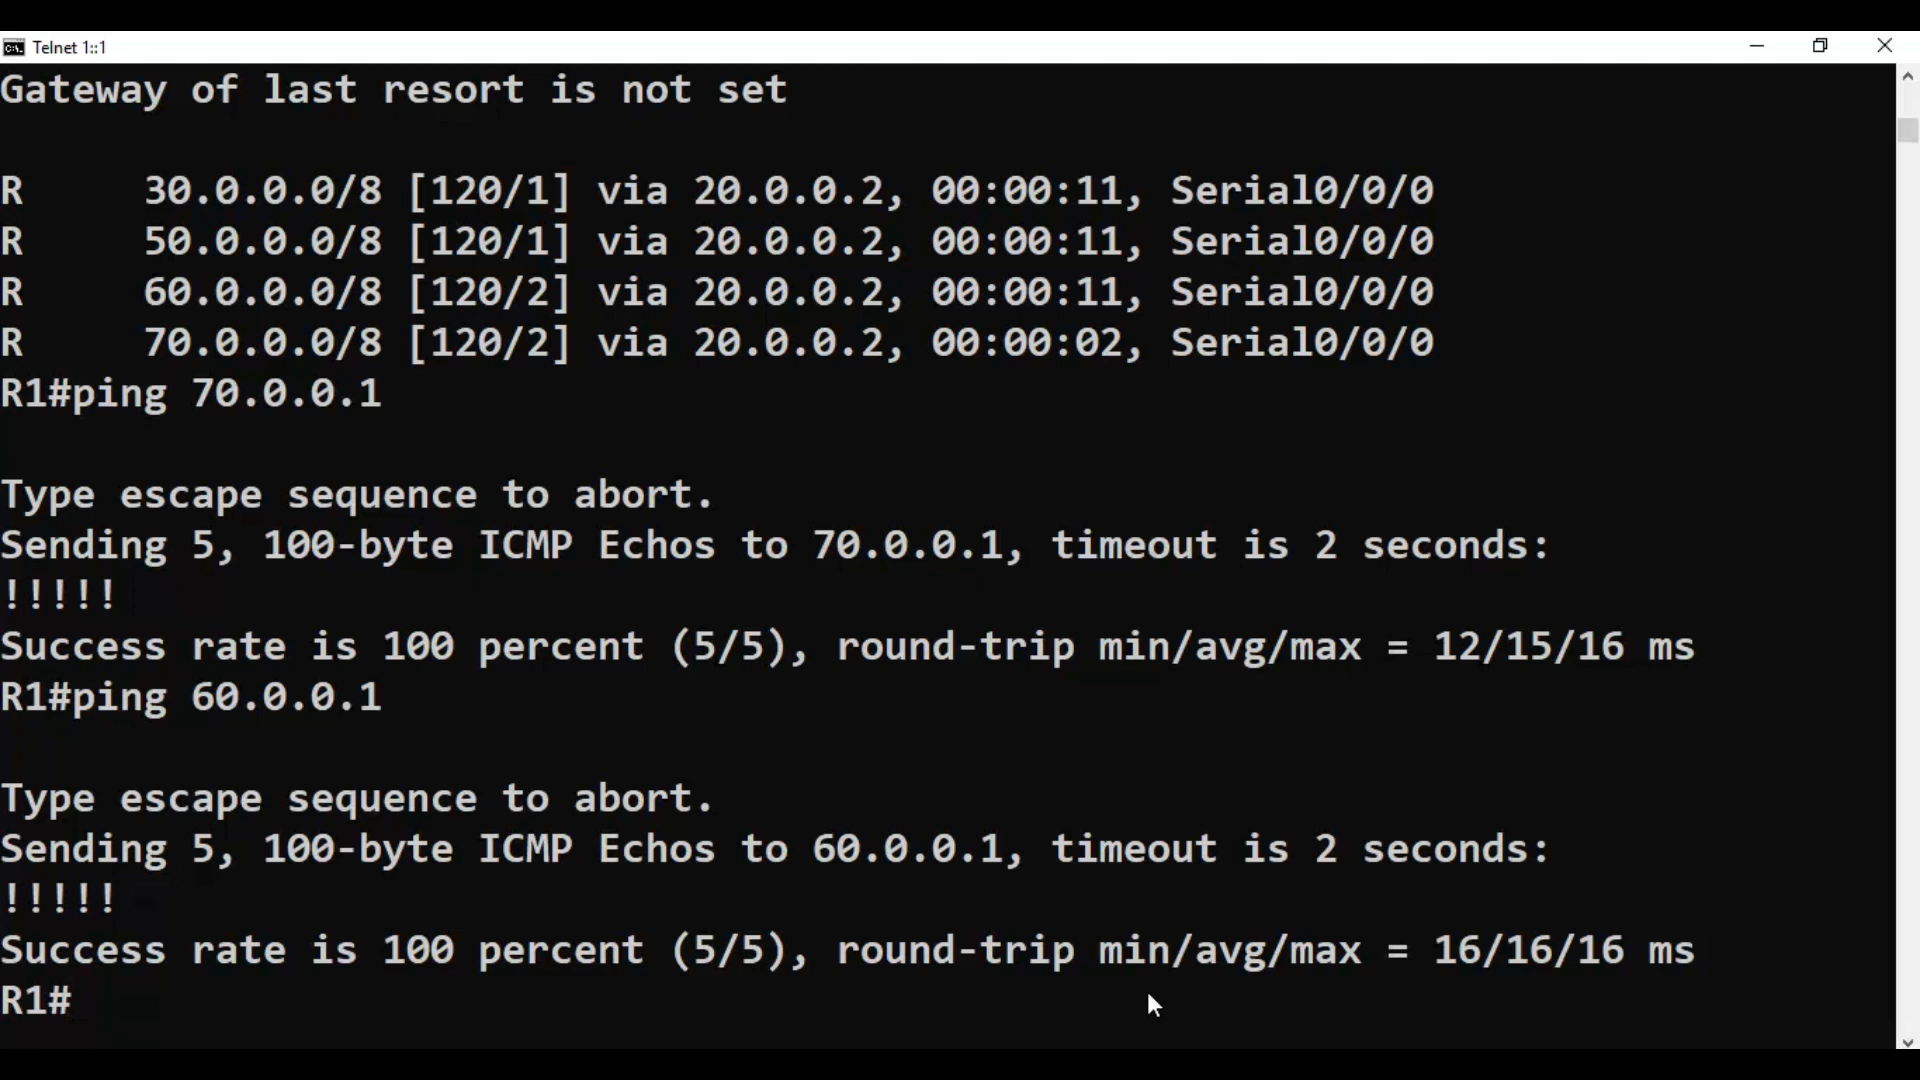 Telnet 1::1
Gateway of last resort is not set
R     30.0.0.0/8 [120/1] via 20.0.0.2, 00:00:11, Serial0/0/0
R     50.0.0.0/8 [120/1] via 20.0.0.2, 00:00:11, Serial0/0/0
R     60.0.0.0/8 [120/2] via 20.0.0.2, 00:00:11, Serial0/0/0
R     70.0.0.0/8 [120/2] via 20.0.0.2, 00:00:02, Serial0/0/0
R1#ping 70.0.0.1
Type escape sequence to abort.
Sending 5, 100-byte ICMP Echos to 70.0.0.1, timeout is 2 seconds:
!!!!!
Success rate is 100 percent (5/5), round-trip min/avg/max = 12/15/16 ms
R1#ping 60.0.0.1
Type escape sequence to abort.
Sending 5, 100-byte ICMP Echos to 60.0.0.1, timeout is 2 seconds:
!!!!!
Success rate is 100 percent (5/5), round-trip min/avg/max = 16/16/16 ms
R1#